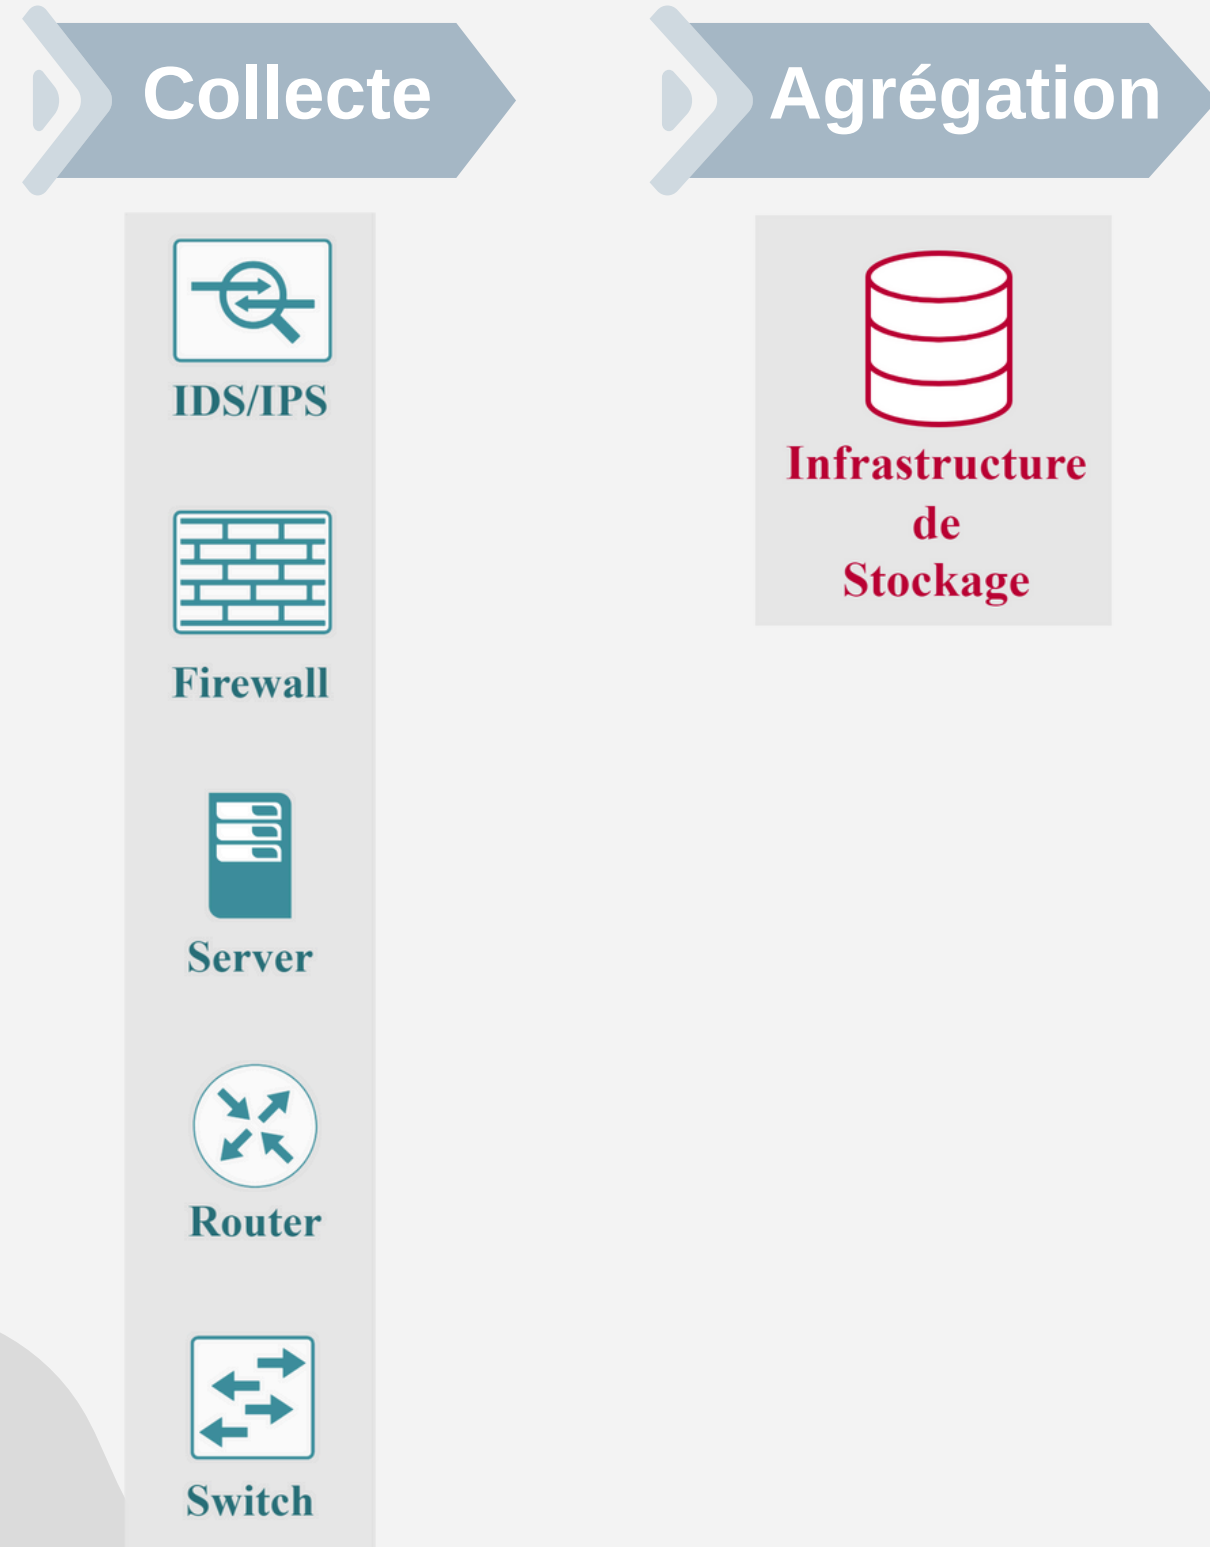 Collecte
Agrégation
IDS/IPS
Firewall
Server
Router
Switch
Infrastructure
de
Stockage